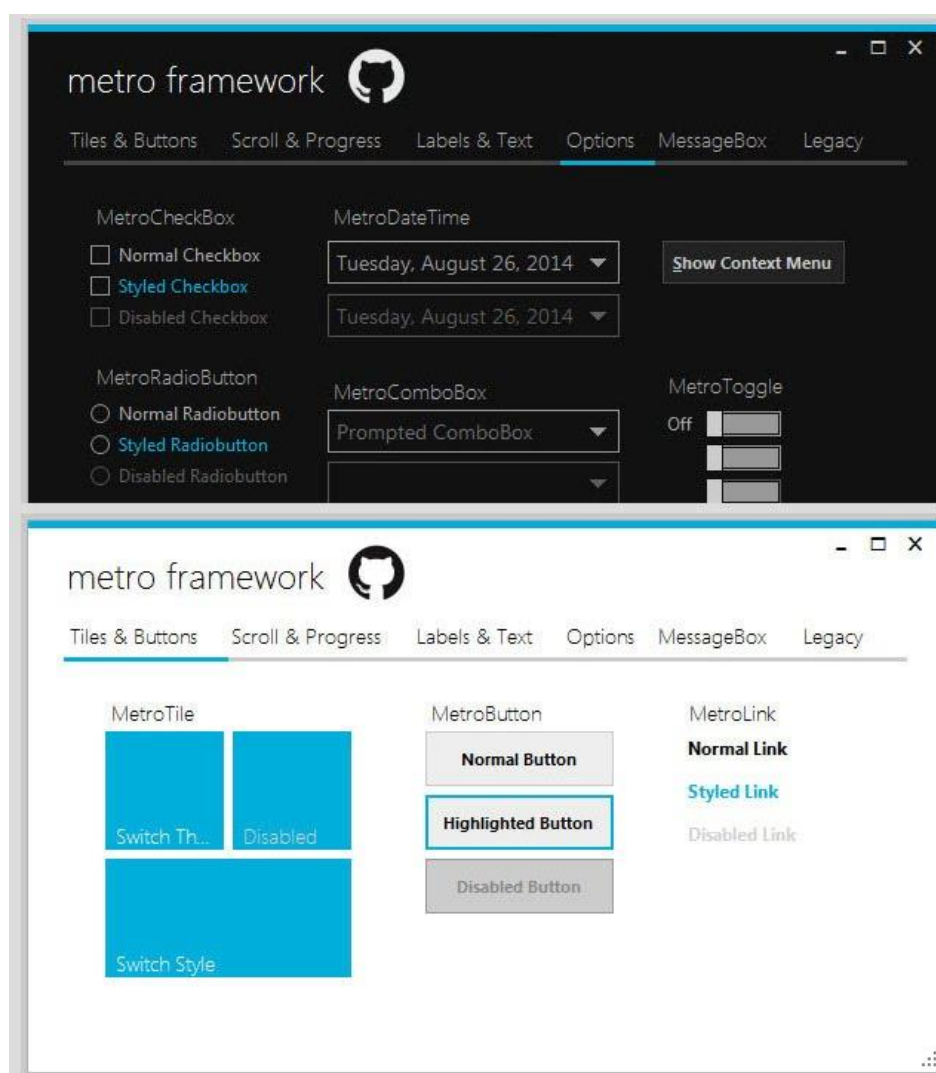 metro framework
Tiles & Buttons Scroll & Progress Labels & Text Options MessageBox Legacy
MetroCheckBox
Normal Checkbox
Styled Checkbox
Disabled Checkbox
MetroDateTime
Tuesday, August 26, 2014
Tuesday, August 26, 2014
Show Context Menu
MetroRadioButton
Normal Radiobutton
Styled Radiobutton
Disabled Radiobutton
MetroComboBox
Prompted ComboBox
MetroToggle
Off
metro framework
Tiles & Buttons Scroll & Progress Labels & Text Options MessageBox Legacy
MetroTile
Switch Th...
Disabled
Switch Style
MetroButton
Normal Button
Highlighted Button
Disabled Button
MetroLink
Normal Link
Styled Link
Disabled Link